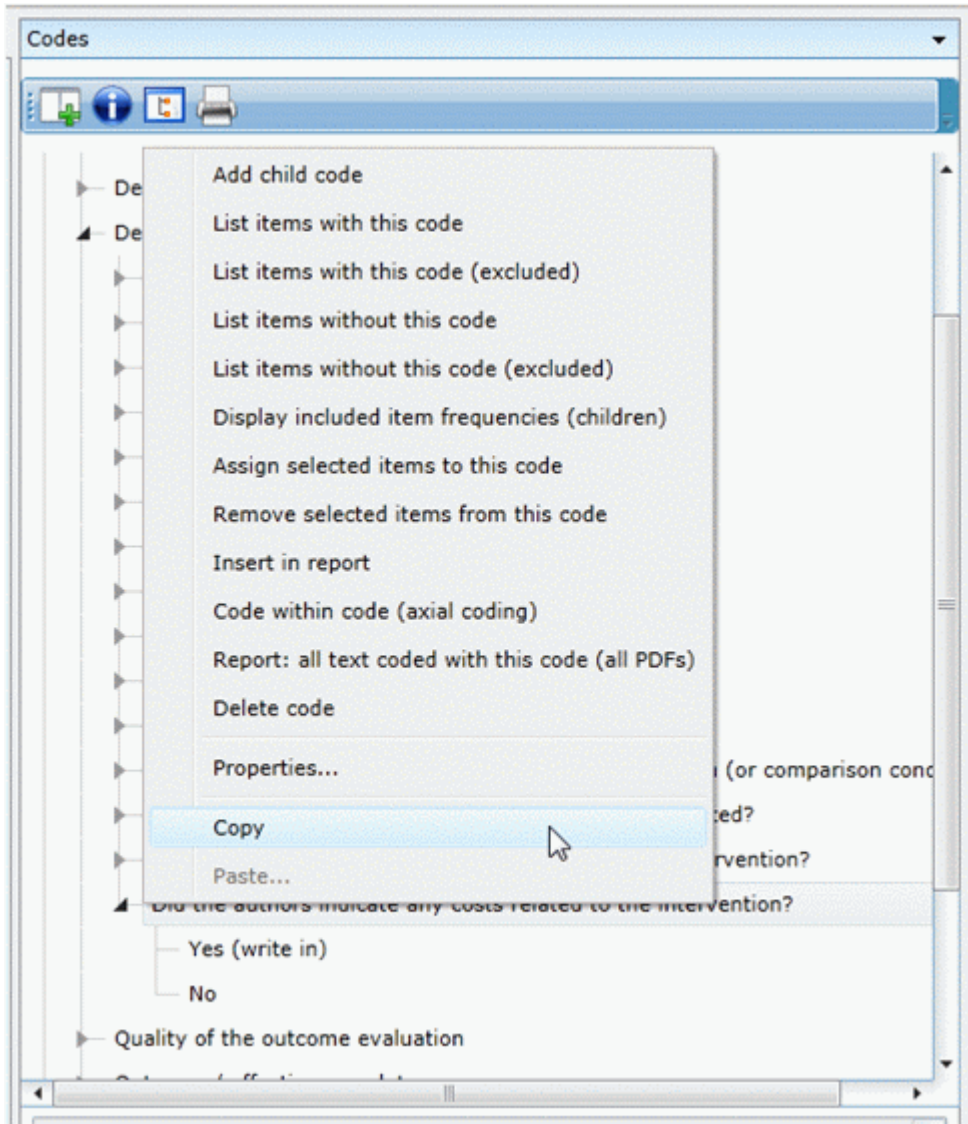 Codes
Add child code
De
List items with this code
De
List items with this code (excluded)
List items without this code
List items without this code (excluded)
Display included item frequencies (children)
Assign selected items to this code
Remove selected items from this code
Insert in report
Code within code (axial coding)
Report: all text coded with this code (all PDFs)
Delete code
Properties...
(or comparison cond
Copy
ted?
rvention?
Paste...
Did the authors indicate any costs related to the intervention?
Yes (write in)
No
Quality of the outcome evaluation